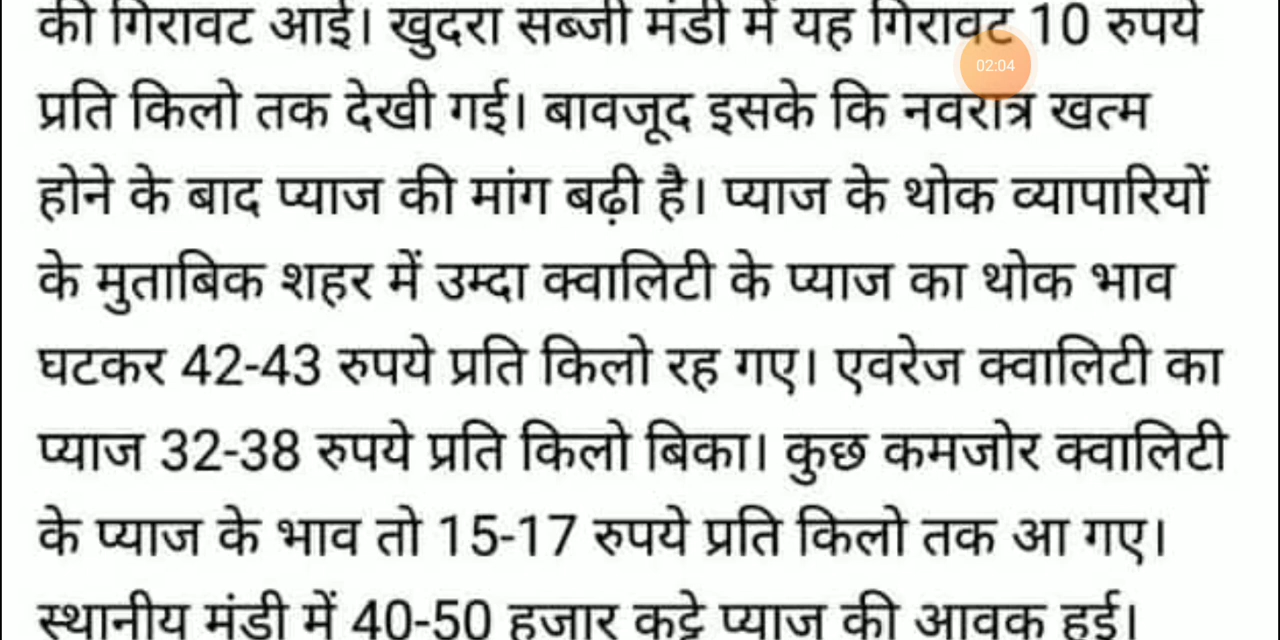 की गिरावट आई। खुदरा सब्जी मंडी में यह गिरावट 10 रुपये
02:04
प्रति किलो तक देखी गई। बावजूद इसके कि नवरात्र खत्म
होने के बाद प्याज की मांग बढ़ी है। प्याज के थोक व्यापारियों
के मुताबिक शहर में उम्दा क्वालिटी के प्याज का थोक भाव
घटकर 42-43 रुपये प्रति किलो रह गए। एवरेज क्वालिटी का
प्याज 32-38 रुपये प्रति किलो बिका। कुछ कमजोर क्वालिटी
के प्याज के भाव तो 15-17 रुपये प्रति किलो तक आ गए।
स्थानीय मंडी में 40-50 हजार कट्टे प्याज की आवक हुई।